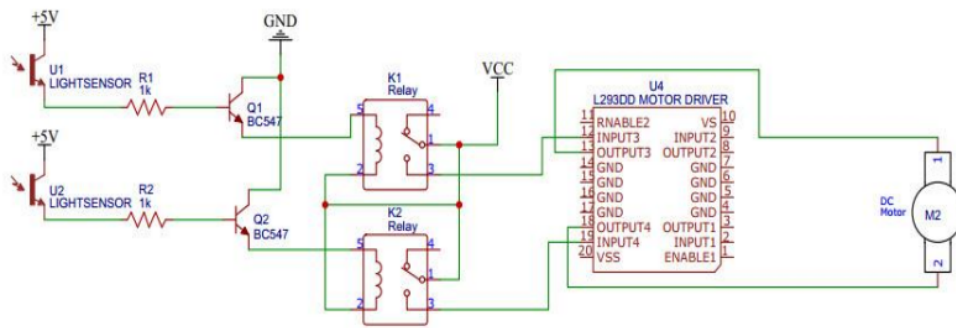 +5V
GND
U1
LIGHTSENSOR
R1
1k
Q1
BC547
K1
Relay
5
4
1
2
3
VCC
U4
L293DD MOTOR DRIVER
11 RNABLE2 VS 10
12 INPUT3 INPUT2 9
13 OUTPUT3 OUTPUT2 8
14 GND GND 7
15 GND GND 6
16 GND GND 5
17 GND GND 4
18 OUTPUT4 OUTPUT1 3
19 INPUT4 INPUT1 2
20 VSS ENABLE1 1
1
DC
Motor
M2
2
+5V
U2
LIGHTSENSOR
R2
1k
Q2
BC547
K2
Relay
5
4
1
2
3